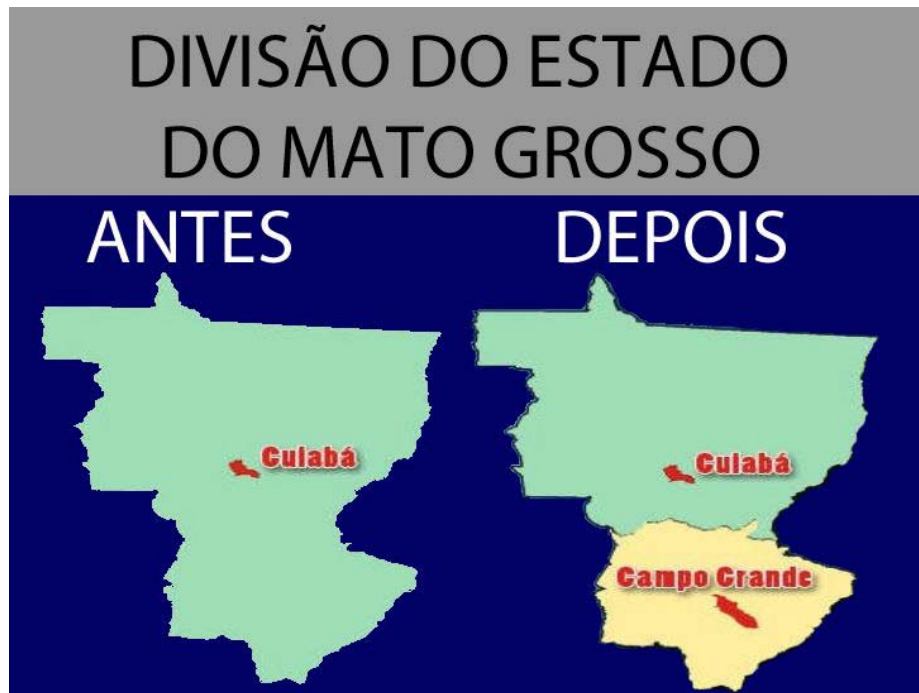 DIVISÃO DO ESTADO
DO MATO GROSSO
ANTES
DEPOIS
Cuiabá
Cuiabá
Campo Grande